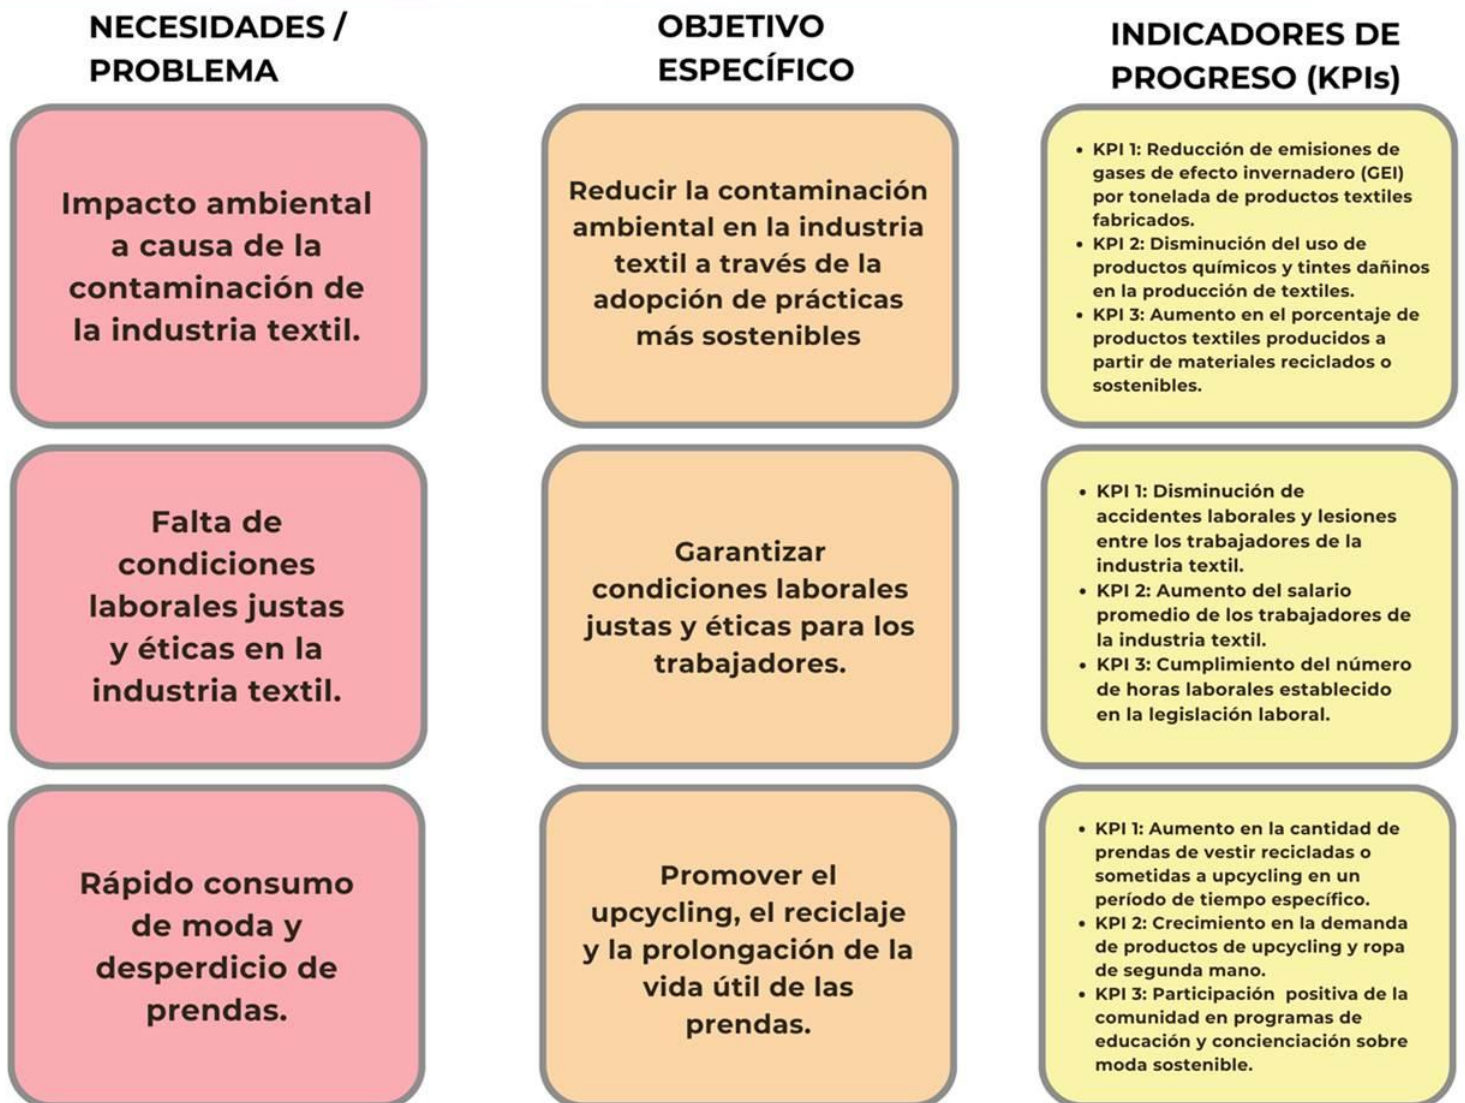 NECESIDADES /
PROBLEMA
OBJETIVO
ESPECÍFICO
INDICADORES DE
PROGRESO (KPIs)
Impacto ambiental
a causa de la
contaminación de
la industria textil.
Reducir la contaminación
ambiental en la industria
textil a través de la
adopción de prácticas
más sostenibles
• KPI 1: Reducción de emisiones de
gases de efecto invernadero (GEI)
por tonelada de productos textiles
fabricados.
• KPI 2: Disminución del uso de
productos químicos y tintes dañinos
en la producción de textiles.
• KPI 3: Aumento en el porcentaje de
productos textiles producidos a
partir de materiales reciclados o
sostenibles.
Falta de
condiciones
laborales justas
y éticas en la
industria textil.
Garantizar
condiciones laborales
justas y éticas para los
trabajadores.
• KPI 1: Disminución de
accidentes laborales y lesiones
entre los trabajadores de la
industria textil.
• KPI 2: Aumento del salario
promedio de los trabajadores de
la industria textil.
• KPI 3: Cumplimiento del número
de horas laborales establecido
en la legislación laboral.
Rápido consumo
de moda y
desperdicio de
prendas.
Promover el
upcycling, el reciclaje
y la prolongación de la
vida útil de las
prendas.
• KPI 1: Aumento en la cantidad de
prendas de vestir recicladas o
sometidas a upcycling en un
período de tiempo específico.
• KPI 2: Crecimiento en la demanda
de productos de upcycling y ropa
de segunda mano.
• KPI 3: Participación positiva de la
comunidad en programas de
educación y concienciación sobre
moda sostenible.